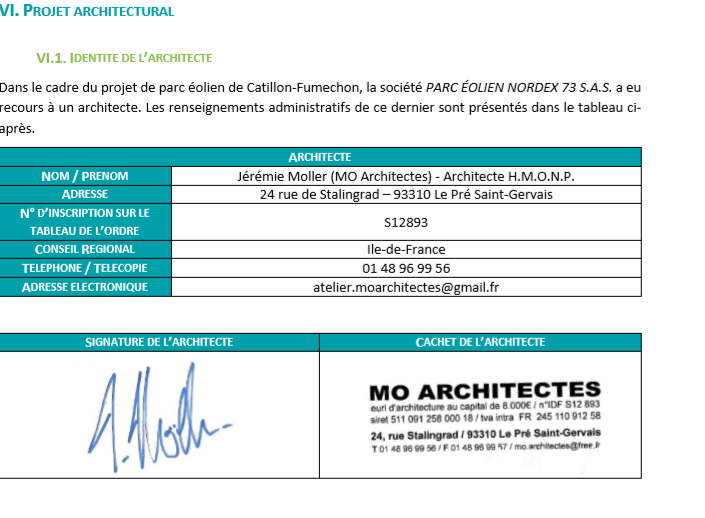 VI. PROJET ARCHITECTURAL
VI.1. IDENTITE DE L'ARCHITECTE
Dans le cadre du projet de parc éolien de Catillon-Fumechon, la société PARC ÉOLIEN NORDEX 73 S.A.S. a eu
recours à un architecte. Les renseignements administratifs de ce dernier sont présentés dans le tableau ci-
après.
ARCHITECTE
NOM / PRENOM Jérémie Moller (MO Architectes) - Architecte H.M.O.N.P.
ADRESSE 24 rue de Stalingrad – 93310 Le Pré Saint-Gervais
N° D'INSCRIPTION SUR LE
TABLEAU DE L'ORDRE S12893
CONSEIL REGIONAL Ile-de-France
TELEPHONE / TELECOPIE 01 48 96 99 56
ADRESSE ELECTRONIQUE atelier.moarchitectes@gmail.fr
SIGNATURE DE L'ARCHITECTE CACHET DE L'ARCHITECTE
MO ARCHITECTES
eurl d'architecture au capital de 8.000€ / n°IDF S12 893
siret 511 091 258 000 18 / tva intra FR 245 110 912 58
24, rue Stalingrad / 93310 Le Pré Saint-Gervais
T 01 48 96 99 56 / F 01 48 96 99 57 / mo.architectes@free.fr